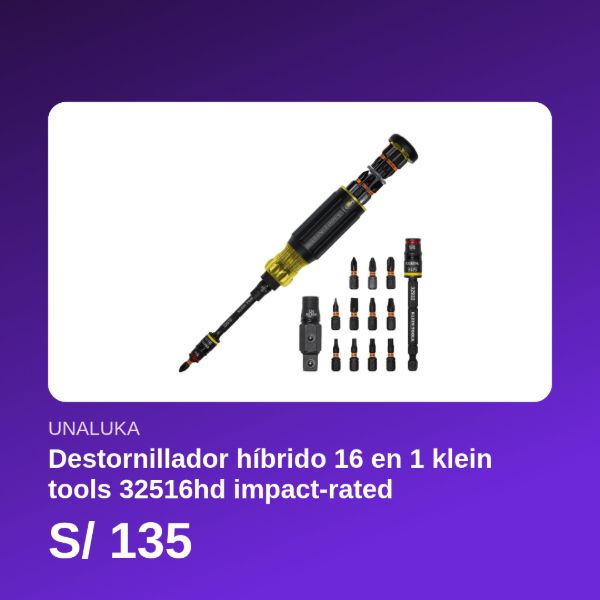 UNALUKA
Destornillador híbrido 16 en 1 klein
tools 32516hd impact-rated
S/ 135